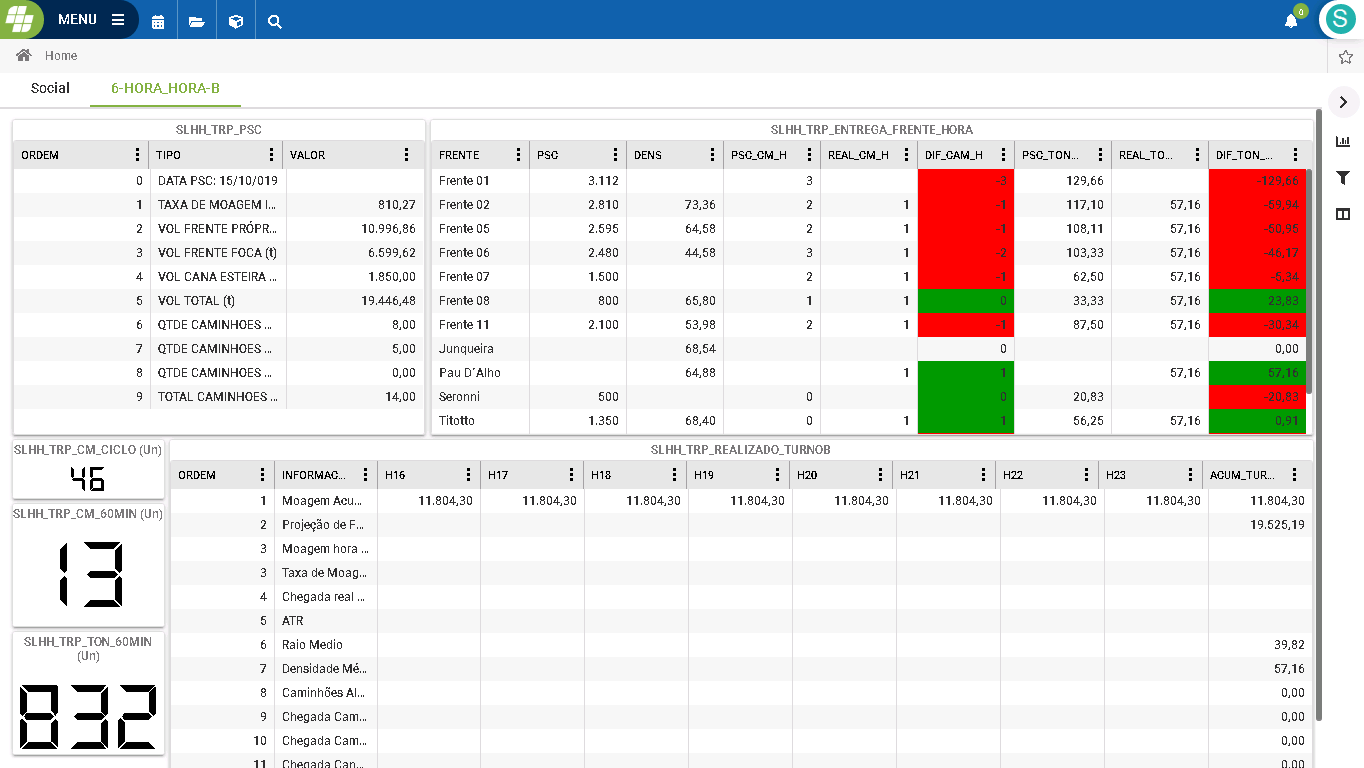 MENU
0
S
Home
Social 6-HORA_HORA-B
SLHH_TRP_PSC
ORDEM TIPO VALOR
0 DATA PSC: 15/10/019
1 TAXA DE MOAGEM I... 810,27
2 VOL FRENTE PRÓPR... 10.996,86
3 VOL FRENTE FOCA (t) 6.599,62
4 VOL CANA ESTEIRA ... 1.850,00
5 VOL TOTAL (t) 19.446,48
6 QTDE CAMINHOES ... 8,00
7 QTDE CAMINHOES ... 5,00
8 QTDE CAMINHOES ... 0,00
9 TOTAL CAMINHOES ... 14,00
SLHH_TRP_ENTREGA_FRENTE_HORA
FRENTE PSC DENS PSC_CM_H REAL_CM_H DIF_CAM_H PSC_TON... REAL_TO... DIF_TON_...
Frente 01 3.112 3 -3 129,66 -129,66
Frente 02 2.810 73,36 2 1 -1 117,10 57,16 -59,94
Frente 05 2.595 64,58 2 1 -1 108,11 57,16 -50,95
Frente 06 2.480 44,58 3 1 -2 103,33 57,16 -46,17
Frente 07 1.500 2 1 -1 62,50 57,16 -5,34
Frente 08 800 65,80 1 1 0 33,33 57,16 23,83
Frente 11 2.100 53,98 2 1 -1 87,50 57,16 -30,34
Junqueira 68,54 0 0,00
Pau D´Alho 64,88 1 1 57,16 57,16
Seronni 500 0 0 20,83 -20,83
Titotto 1.350 68,40 0 1 1 56,25 57,16 0,91
SLHH_TRP_CM_CICLO (Un)
46
SLHH_TRP_CM_60MIN (Un)
13
SLHH_TRP_TON_60MIN
(Un)
832
SLHH_TRP_REALIZADO_TURNOB
ORDEM INFORMAC... H16 H17 H18 H19 H20 H21 H22 H23 ACUM_TUR...
1 Moagem Acu... 11.804,30 11.804,30 11.804,30 11.804,30 11.804,30 11.804,30 11.804,30 11.804,30 11.804,30
2 Projeção de F... 19.525,19
3 Moagem hora ...
3 Taxa de Moag...
4 Chegada real ...
5 ATR
6 Raio Medio 39,82
7 Densidade Mé... 57,16
8 Caminhões Al... 0,00
9 Chegada Cam... 0,00
10 Chegada Cam... 0,00
11 Chegada Can... 0,00